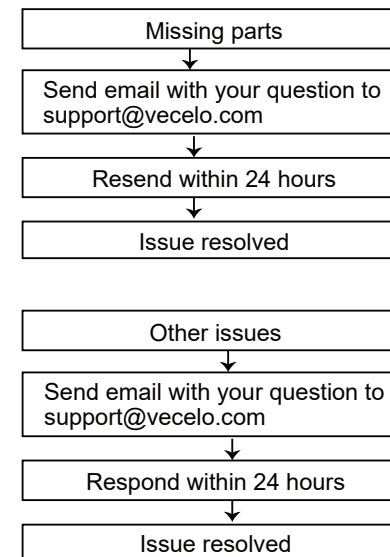 Missing parts
Send email with your question to
support@vecelo.com
Resend within 24 hours
Issue resolved
Other issues
Send email with your question to
support@vecelo.com
Respond within 24 hours
Issue resolved